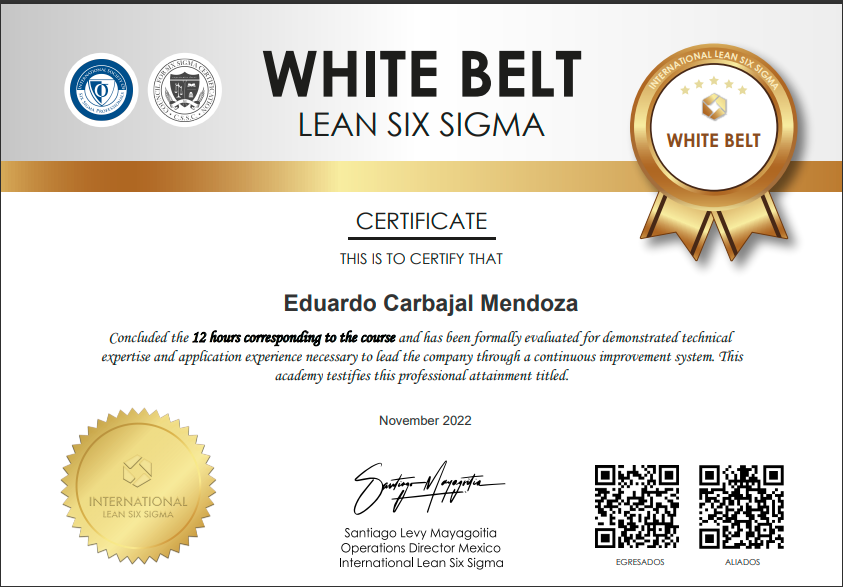 WHITE BELT
LEAN SIX SIGMA
INTERNATIONAL SOCIETY OF
SIX SIGMA PROFESSIONALS
COUNCIL FOR SIX SIGMA CERTIFICATION
C.S.S.C.
INTERNATIONAL LEAN SIX SIGMA
WHITE BELT
CERTIFICATE
THIS IS TO CERTIFY THAT
Eduardo Carbajal Mendoza
Concluded the 12 hours corresponding to the course and has been formally evaluated for demonstrated technical
expertise and application experience necessary to lead the company through a continuous improvement system. This
academy testifies this professional attainment titled.
November 2022
INTERNATIONAL
LEAN SIX SIGMA
Santiago Mayagoitia
Santiago Levy Mayagoitia
Operations Director Mexico
International Lean Six Sigma
EGRESADOS
ALIADOS